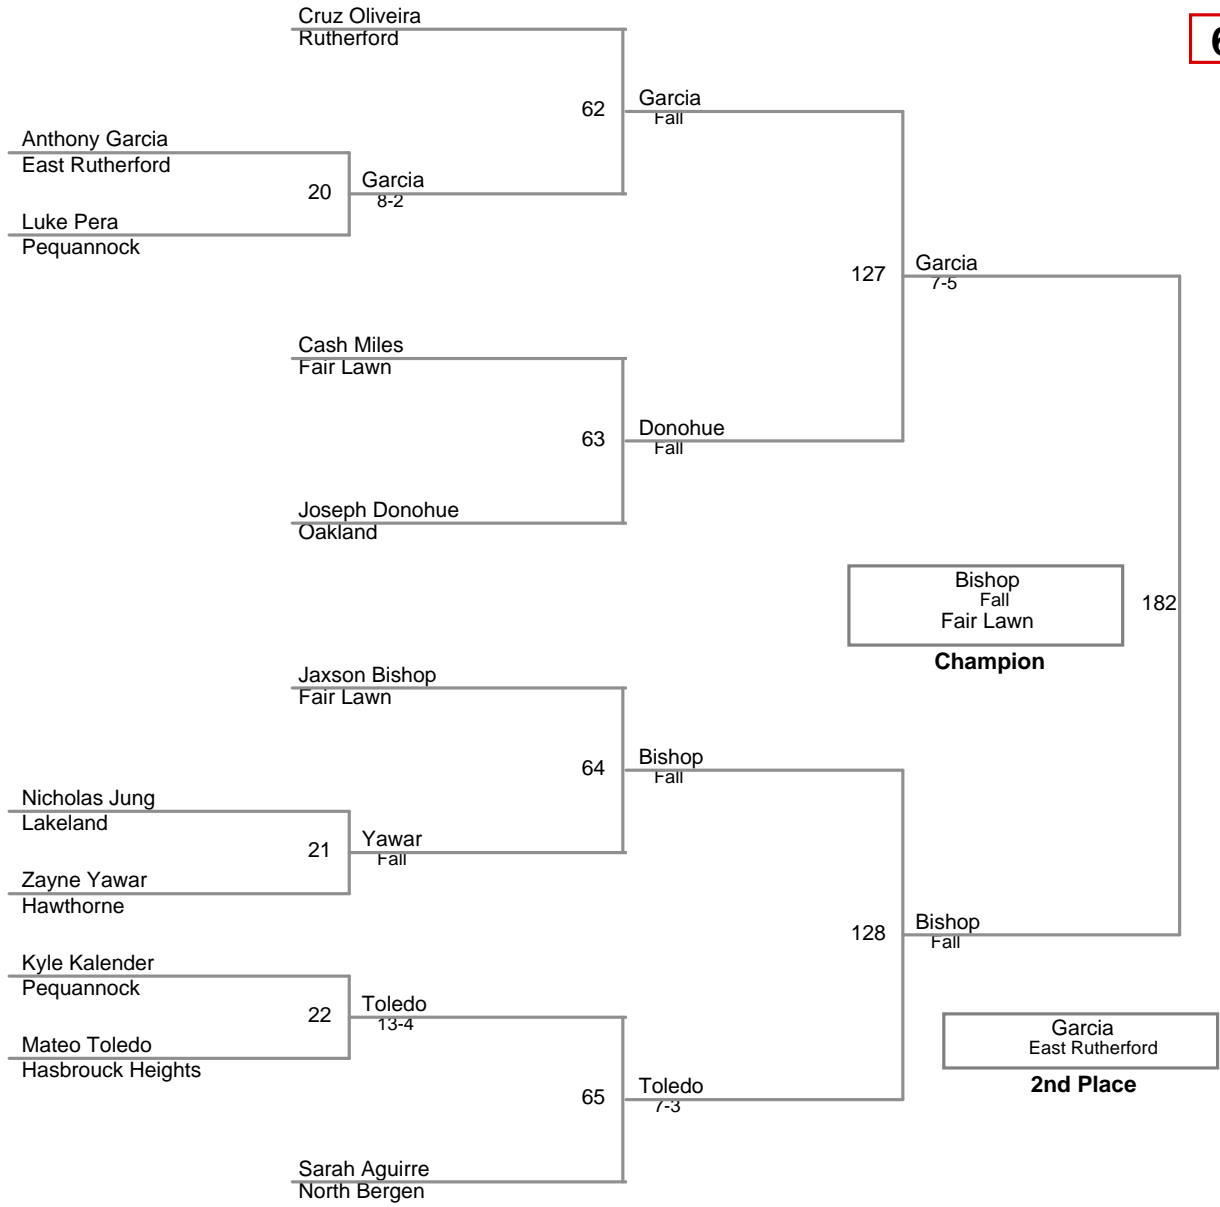 Cruz Oliveira
Rutherford
6
62
Garcia
Fall
Anthony Garcia
East Rutherford
20
Garcia
8-2
Luke Pera
Pequannock
127
Garcia
7-5
Cash Miles
Fair Lawn
63
Donohue
Fall
Joseph Donohue
Oakland
Bishop
Fall
Fair Lawn
182
Champion
Jaxson Bishop
Fair Lawn
64
Bishop
Fall
Nicholas Jung
Lakeland
21
Yawar
Fall
Zayne Yawar
Hawthorne
128
Bishop
Fall
Kyle Kalender
Pequannock
22
Toledo
13-4
Mateo Toledo
Hasbrouck Heights
Garcia
East Rutherford
2nd Place
65
Toledo
7-3
Sarah Aguirre
North Bergen